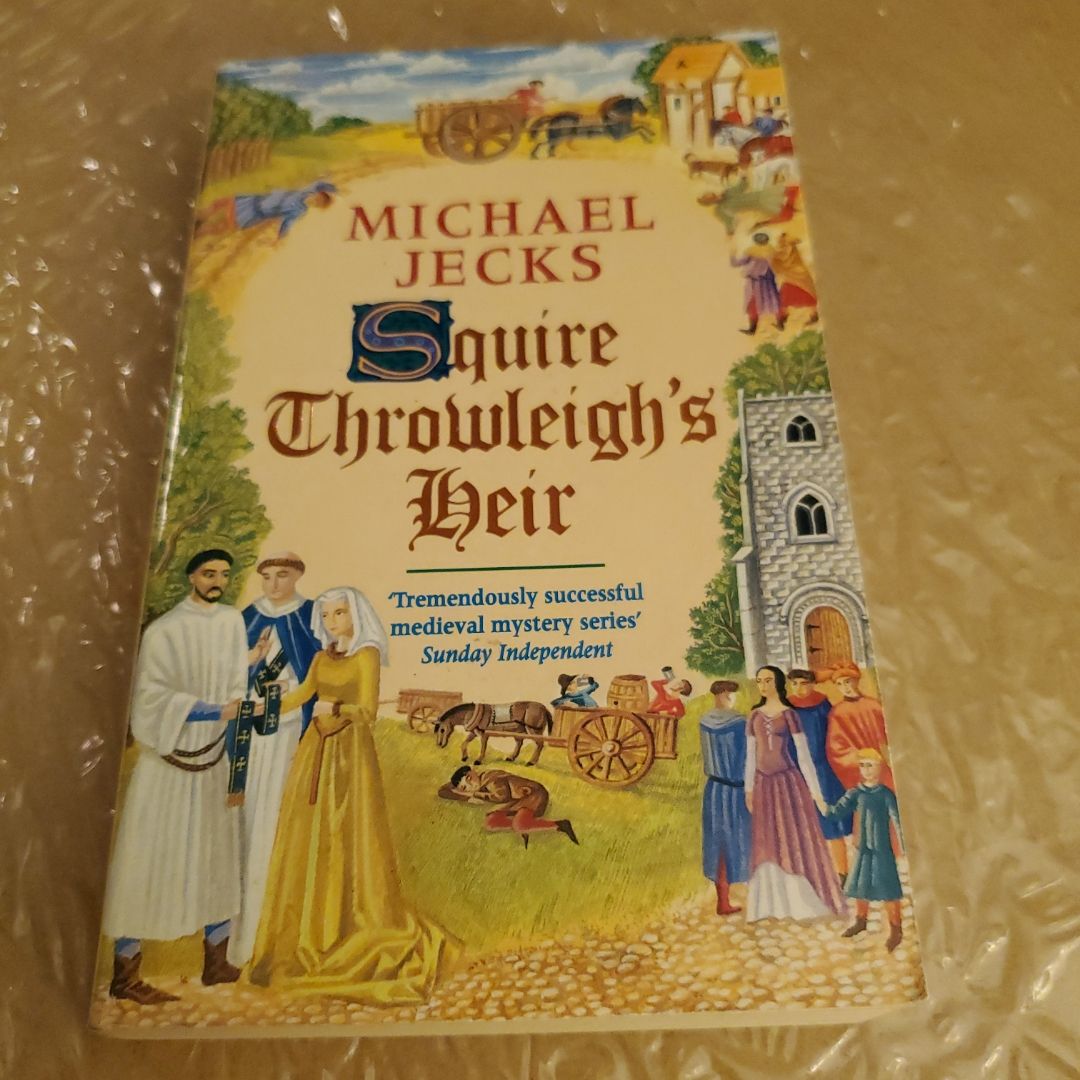 MICHAEL
JECKS
Squire
Throwleigh's
Heir
‘Tremendously successful
medieval mystery series’
Sunday Independent